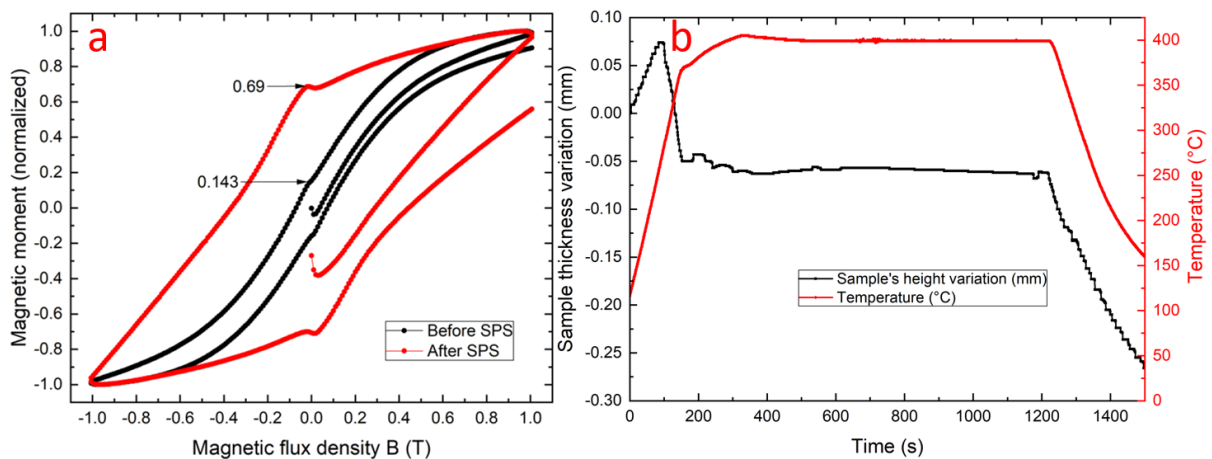 a
1.0
0.8
0.6
0.4
0.2
0.0
-0.2
-0.4
-0.6
-0.8
-1.0
Magnetic moment (normalized)
0.69
0.143
Before SPS
After SPS
-1.0 -0.8 -0.6 -0.4 -0.2 0.0 0.2 0.4 0.6 0.8 1.0
Magnetic flux density B (T)
b
0.10
0.05
0.00
-0.05
-0.10
-0.15
-0.20
-0.25
-0.30
Sample thickness variation (mm)
Sample's height variation (mm)
Temperature (°C)
400
350
300
250
200
150
100
50
0
Temperature (°C)
0 200 400 600 800 1000 1200 1400
Time (s)